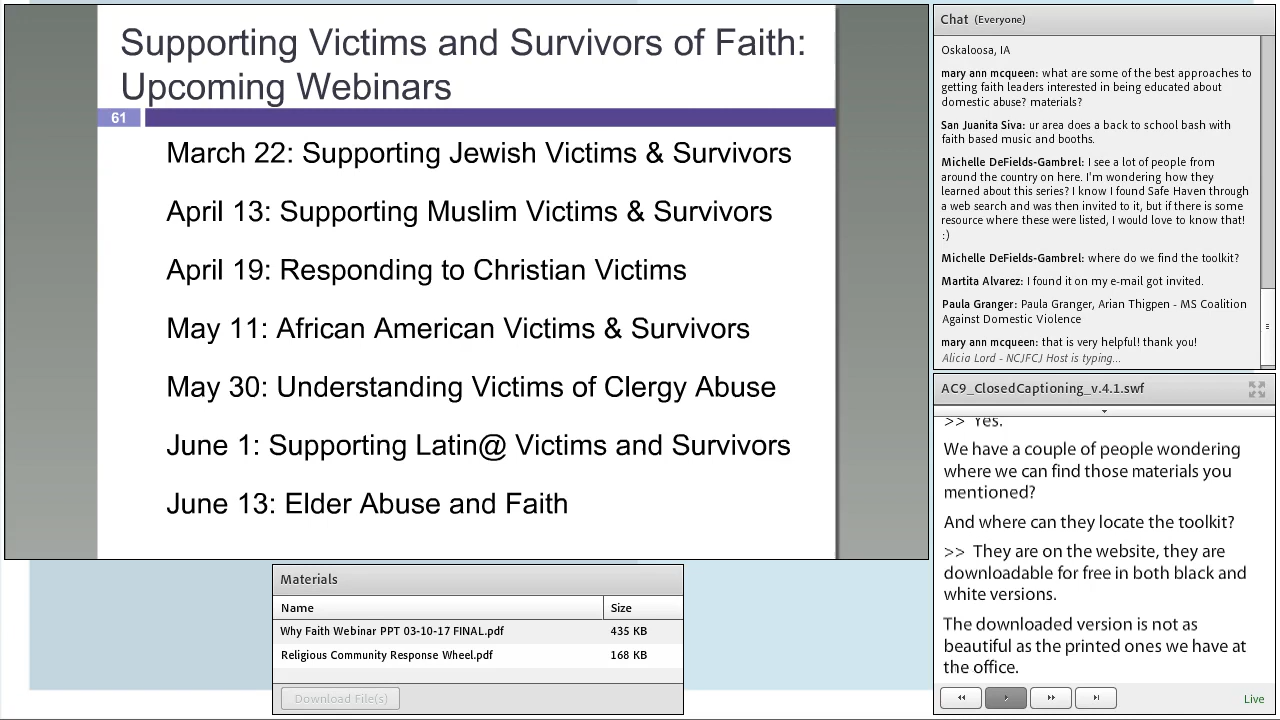 Supporting Victims and Survivors of Faith:
Upcoming Webinars
61
March 22: Supporting Jewish Victims & Survivors
April 13: Supporting Muslim Victims & Survivors
April 19: Responding to Christian Victims
May 11: African American Victims & Survivors
May 30: Understanding Victims of Clergy Abuse
June 1: Supporting Latin@ Victims and Survivors
June 13: Elder Abuse and Faith
Materials
Name Size
Why Faith Webinar PPT 03-10-17 FINAL.pdf 435 KB
Religious Community Response Wheel.pdf 168 KB
Download File(s)
Chat (Everyone)
Oskaloosa, IA
mary ann mcqueen: what are some of the best approaches to
getting faith leaders interested in being educated about
domestic abuse? materials?
San Juanita Siva: ur area does a back to school bash with
faith based music and booths.
Michelle DeFields-Gambrel: I see a lot of people from
around the country on here. I'm wondering how they
learned about this series? I know I found Safe Haven through
a web search and was then invited to it, but if there is some
resource where these were listed, I would love to know that!
:)
Michelle DeFields-Gambrel: where do we find the toolkit?
Martita Alvarez: I found it on my e-mail got invited.
Paula Granger: Paula Granger, Arian Thigpen - MS Coalition
Against Domestic Violence
mary ann mcqueen: that is very helpful! thank you!
Alicia Lord - NCJFCJ Host is typing...
AC9_ClosedCaptioning_v.4.1.swf
>> Yes.
We have a couple of people wondering
where we can find those materials you
mentioned?
And where can they locate the toolkit?
>> They are on the website, they are
downloadable for free in both black and
white versions.
The downloaded version is not as
beautiful as the printed ones we have at
the office.
Live